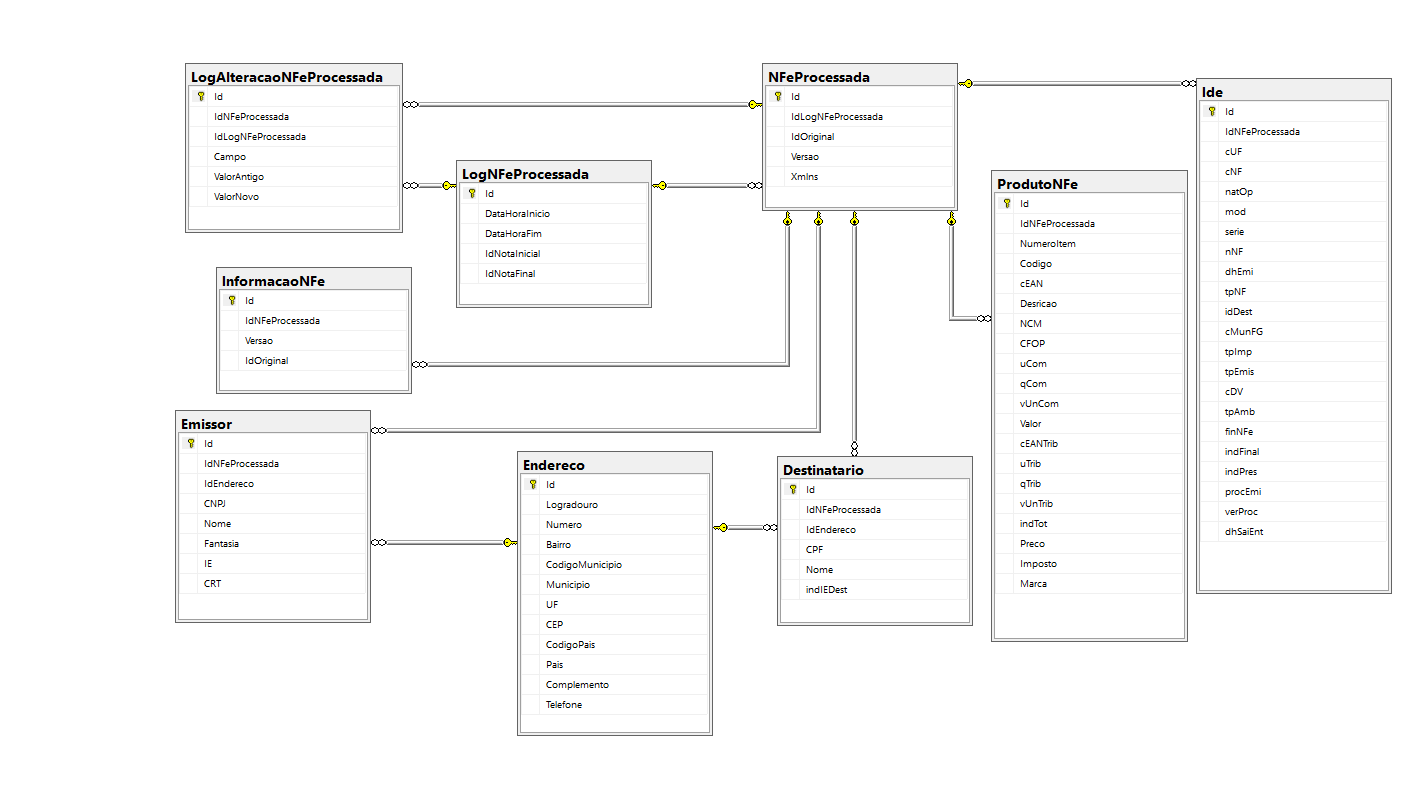 LogAlteracaoNFeProcessada
Id
IdNFeProcessada
IdLogNFeProcessada
Campo
ValorAntigo
ValorNovo
LogNFeProcessada
Id
DataHoraInicio
DataHoraFim
IdNotaInicial
IdNotaFinal
NFeProcessada
Id
IdLogNFeProcessada
IdOriginal
Versao
Xmlns
Ide
Id
IdNFeProcessada
cUF
cNF
natOp
mod
serie
nNF
dhEmi
tpNF
idDest
cMunFG
tpImp
tpEmis
cDV
tpAmb
finNFe
indFinal
indPres
procEmi
verProc
dhSaiEnt
ProdutoNFe
Id
IdNFeProcessada
NumeroItem
Codigo
cEAN
Desricao
NCM
CFOP
uCom
qCom
vUnCom
Valor
cEANTrib
uTrib
qTrib
vUnTrib
indTot
Preco
Imposto
Marca
InformacaoNFe
Id
IdNFeProcessada
Versao
IdOriginal
Emissor
Id
IdNFeProcessada
IdEndereco
CNPJ
Nome
Fantasia
IE
CRT
Endereco
Id
Logradouro
Numero
Bairro
CodigoMunicipio
Municipio
UF
CEP
CodigoPais
Pais
Complemento
Telefone
Destinatario
Id
IdNFeProcessada
IdEndereco
CPF
Nome
indIEDest